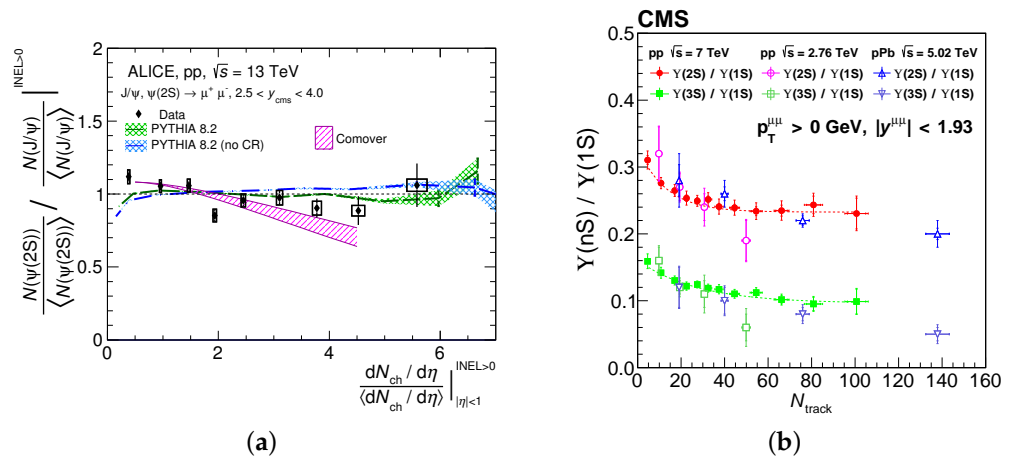 2
1.5
1
0.5
0
ALICE, pp, √s = 13 TeV
J/ψ, ψ(2S) → μ⁺ μ⁻, 2.5 < y_cms < 4.0
Data
PYTHIA 8.2
PYTHIA 8.2 (no CR)
Comover
N(ψ(2S)) / ⟨N(ψ(2S))⟩ / N(J/ψ) / ⟨N(J/ψ)⟩ |^INEL>0
0 2 4 6
dN_ch / dη / ⟨dN_ch / dη⟩ |^INEL>0_|η|<1
(a)
CMS
pp √s = 7 TeV pp √s = 2.76 TeV pPb √s = 5.02 TeV
ϒ(2S) / ϒ(1S) ϒ(2S) / ϒ(1S) ϒ(2S) / ϒ(1S)
ϒ(3S) / ϒ(1S) ϒ(3S) / ϒ(1S) ϒ(3S) / ϒ(1S)
p_T^μμ > 0 GeV, |y^μμ| < 1.93
ϒ(nS) / ϒ(1S)
0.5
0.4
0.3
0.2
0.1
0.0
0 20 40 60 80 100 120 140 160
N_track
(b)